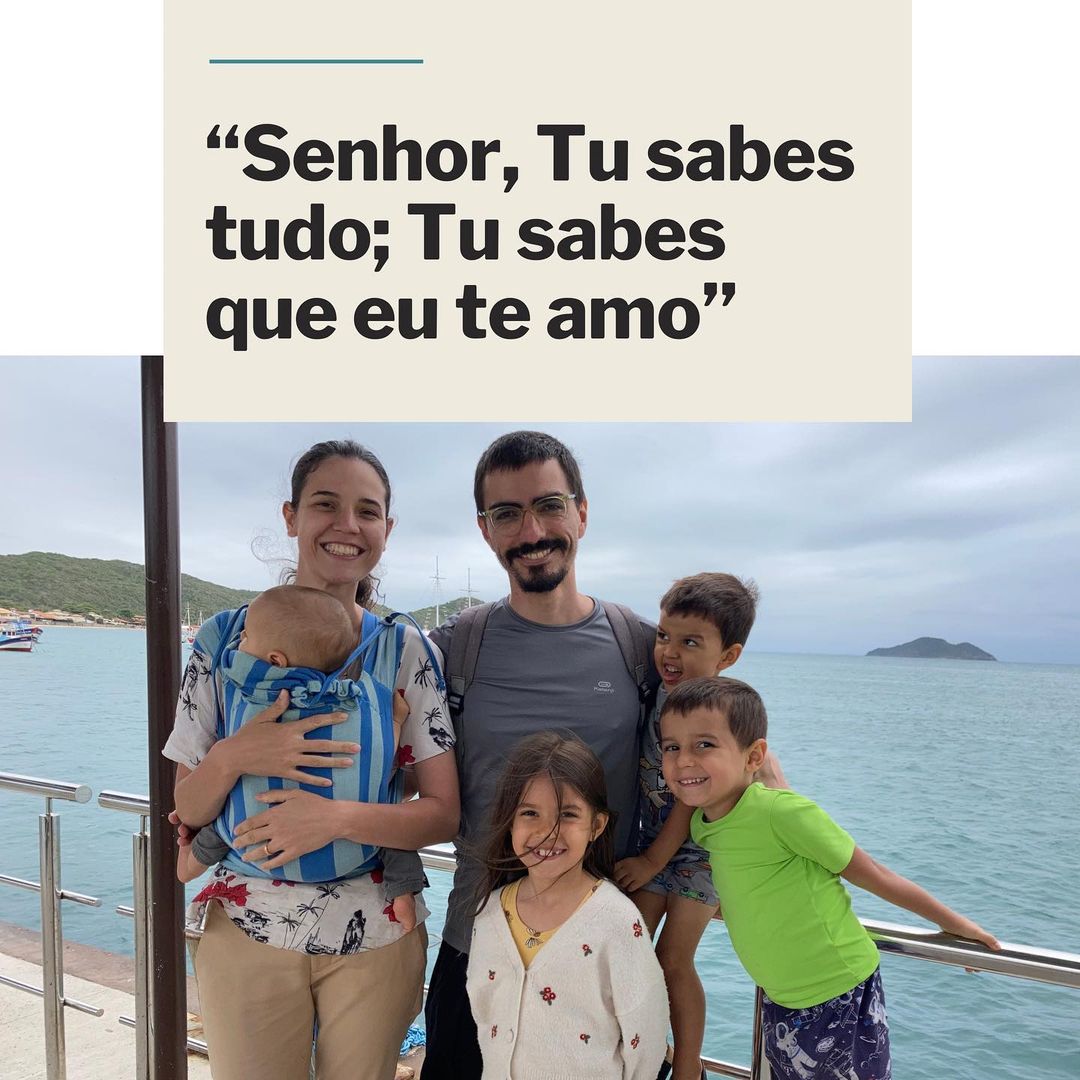 “Senhor, Tu sabes
tudo; Tu sabes
que eu te amo”